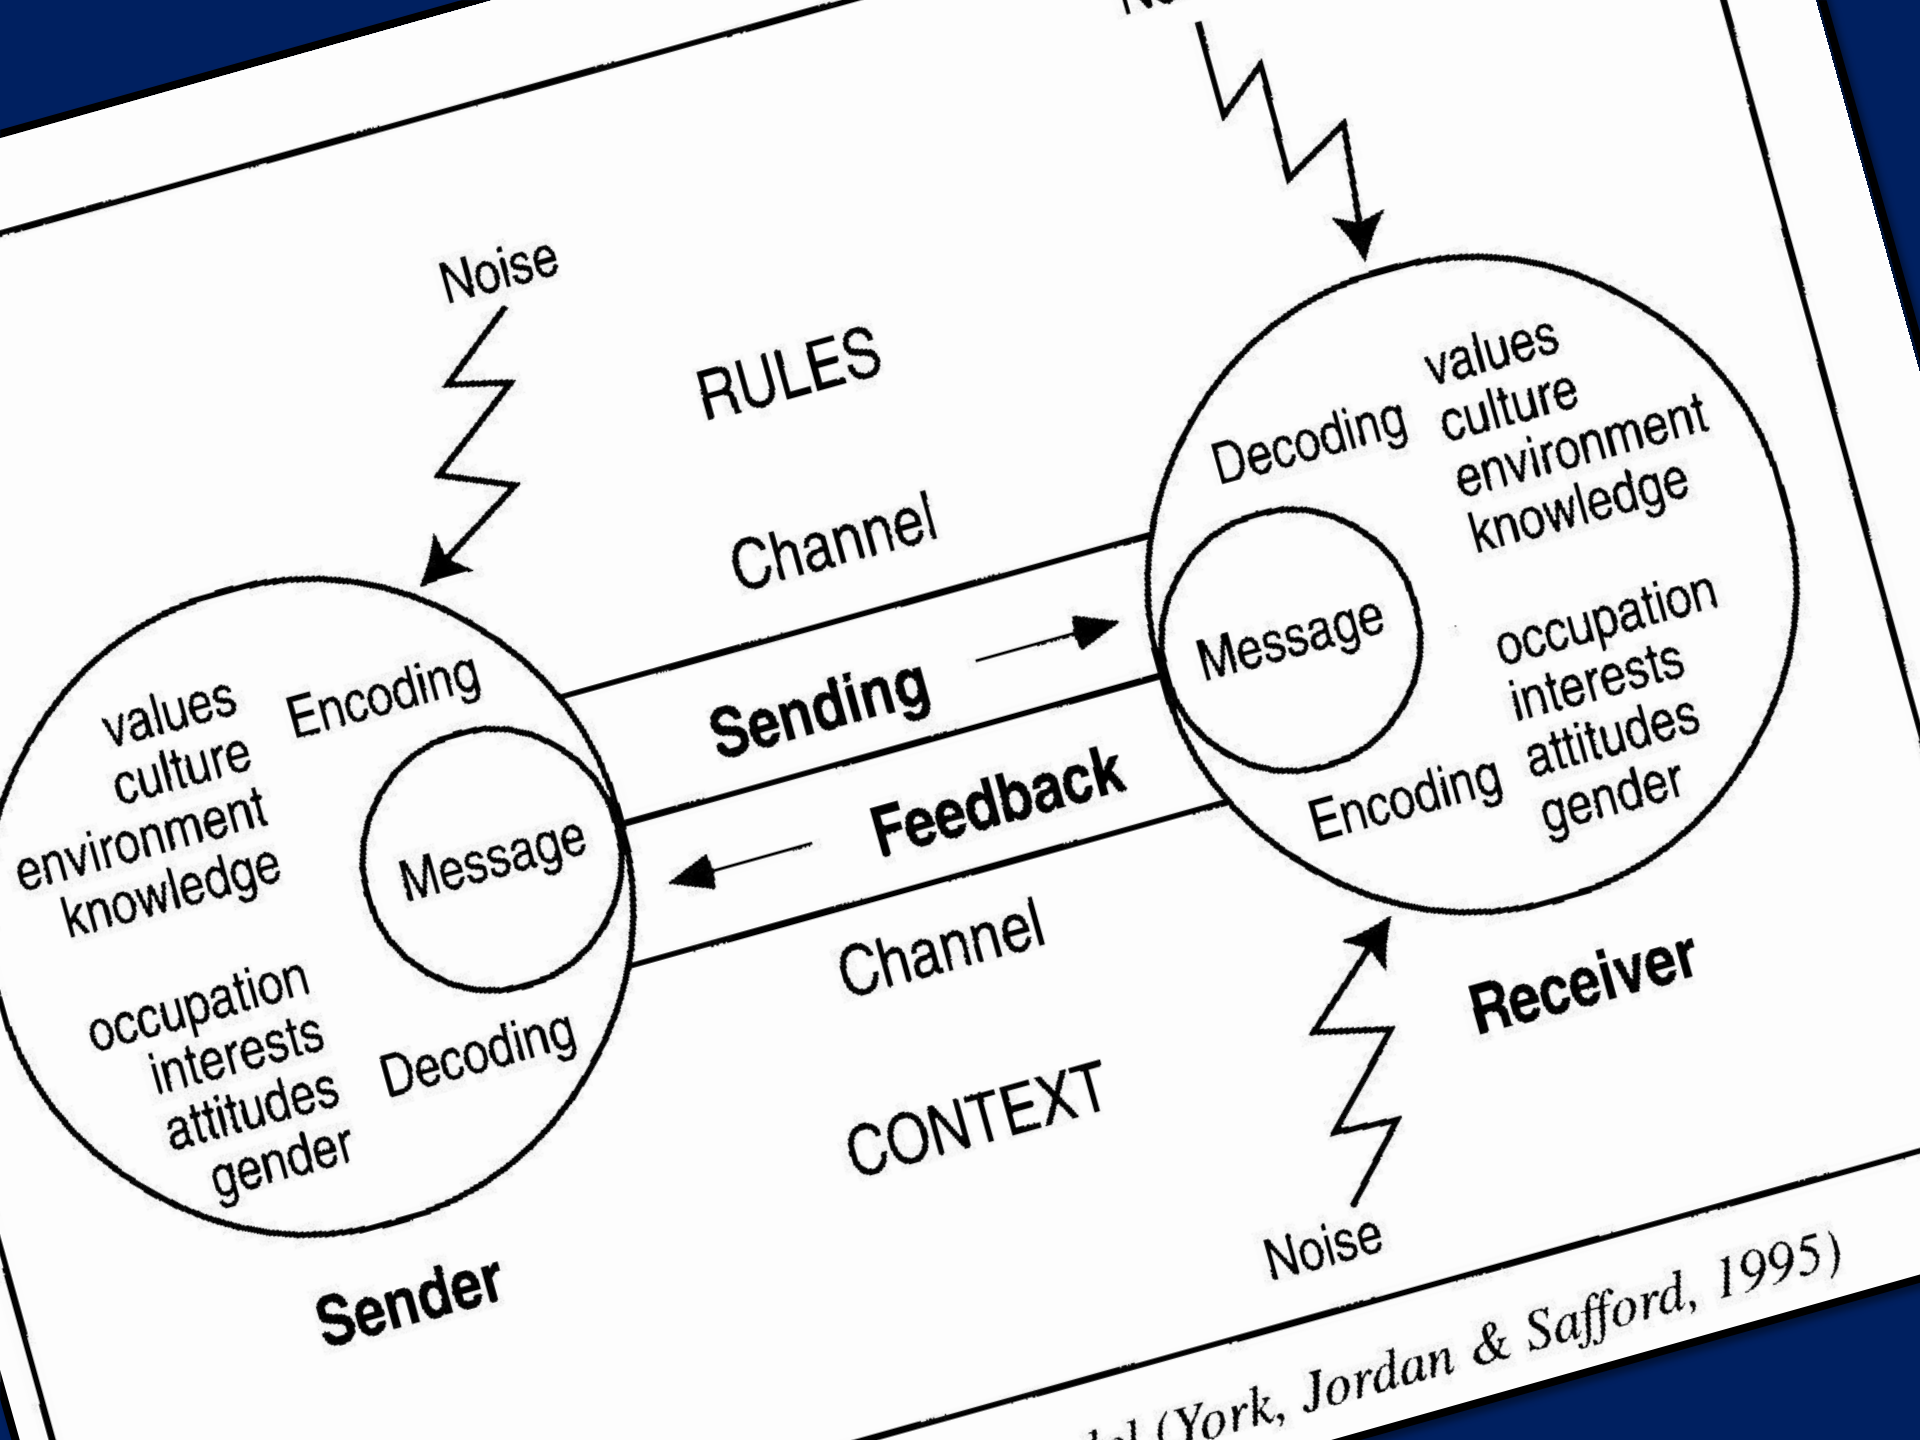 Noise
RULES
Channel
Sending
Feedback
Channel
CONTEXT
values
culture
environment
knowledge
Encoding
Message
occupation
interests
attitudes
gender
Decoding
Sender
Decoding
values
culture
environment
knowledge
Message
occupation
interests
attitudes
gender
Encoding
Receiver
Noise
(York, Jordan & Safford, 1995)